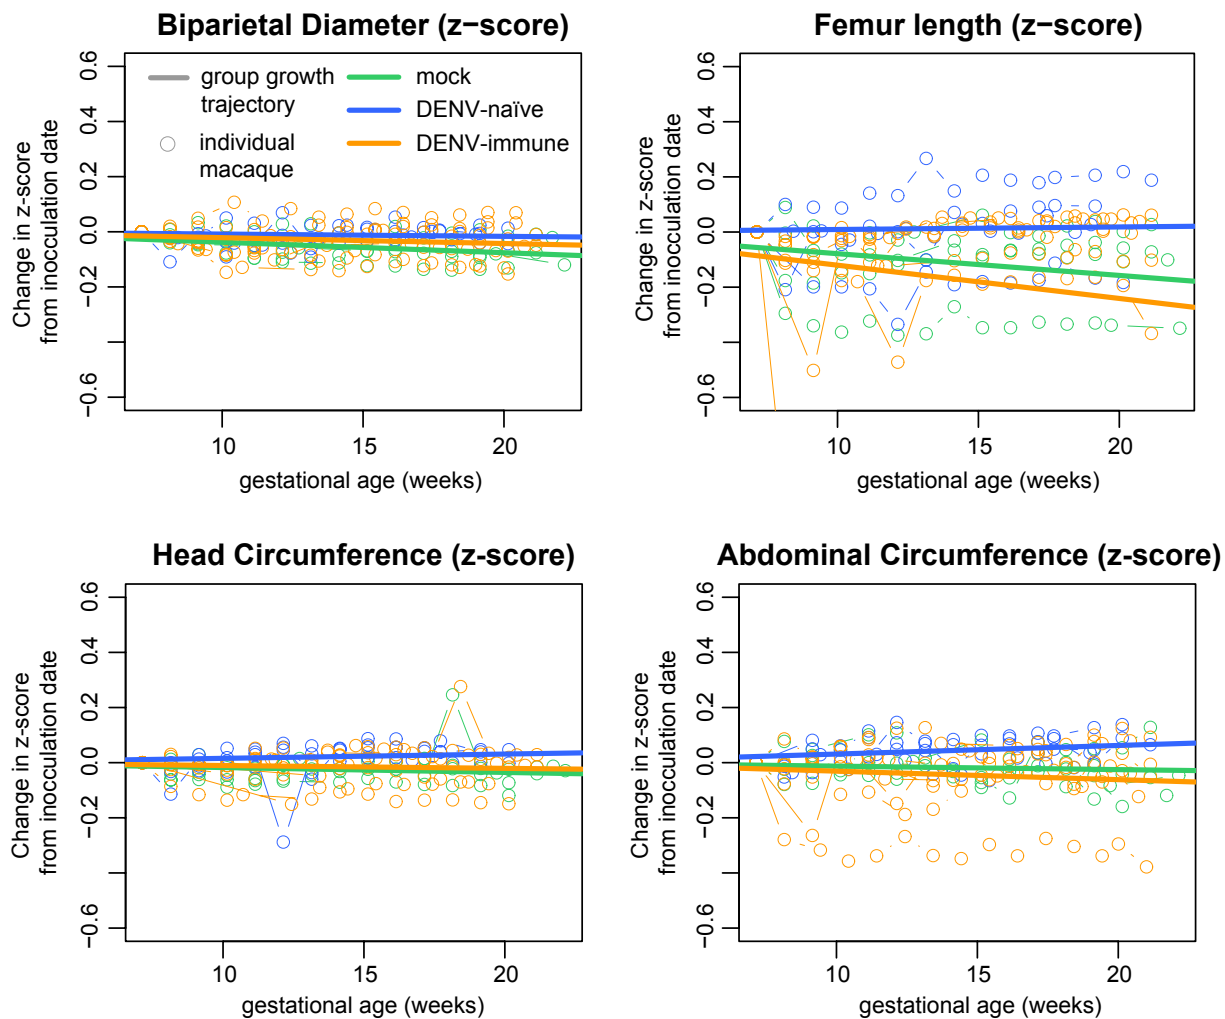 Biparietal Diameter (z−score)
group growth
trajectory
individual
macaque
mock
DENV-naïve
DENV-immune
Change in z-score
from inocculation date
0.6
0.4
0.2
0.0
−0.2
−0.6
10
15
20
gestational age (weeks)
Femur length (z−score)
Change in z-score
from inoculation date
0.6
0.4
0.2
0.0
−0.2
−0.6
10
15
20
gestational age (weeks)
Head Circumference (z-score)
Change in z-score
from inoculation date
0.6
0.4
0.2
0.0
−0.2
−0.6
10
15
20
gestational age (weeks)
Abdominal Circumference (z-score)
Change in z-score
from inoculation date
0.6
0.4
0.2
0.0
−0.2
−0.6
10
15
20
gestational age (weeks)